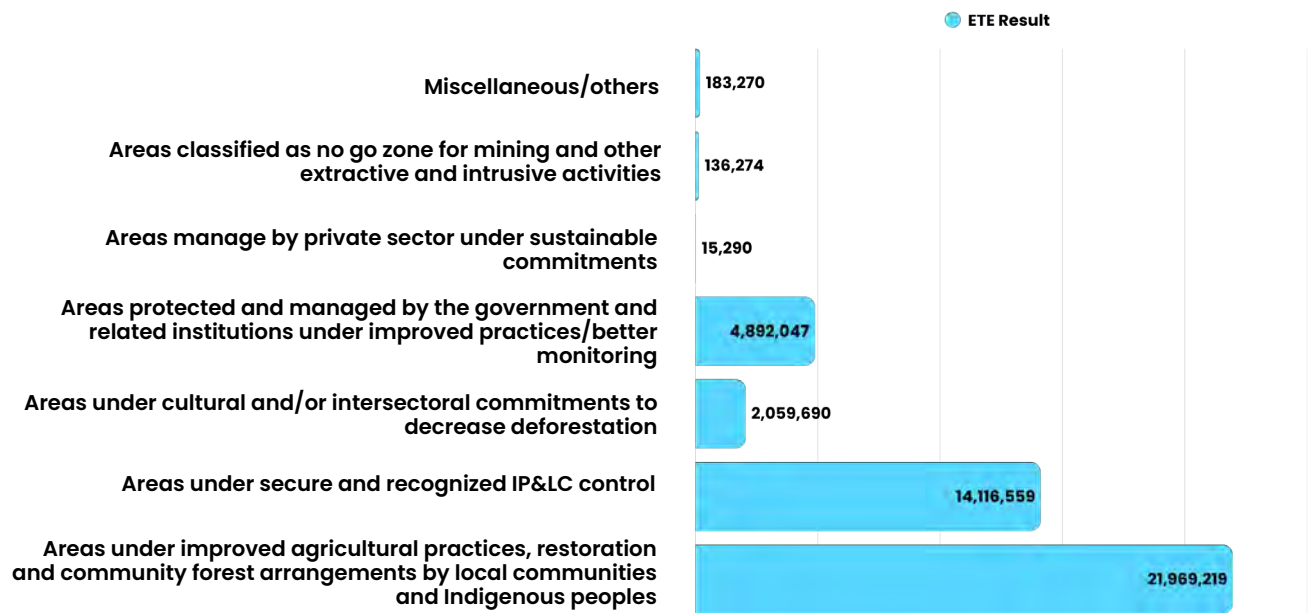 ETE Result
Miscellaneous/others
183,270
Areas classified as no go zone for mining and other
extractive and intrusive activities
136,274
Areas manage by private sector under sustainable
commitments
15,290
Areas protected and managed by the government and
related institutions under improved practices/better
monitoring
4,892,047
Areas under cultural and/or intersectoral commitments to
decrease deforestation
2,059,690
Areas under secure and recognized IP&LC control
14,116,559
Areas under improved agricultural practices, restoration
and community forest arrangements by local communities
and Indigenous peoples
21,969,219